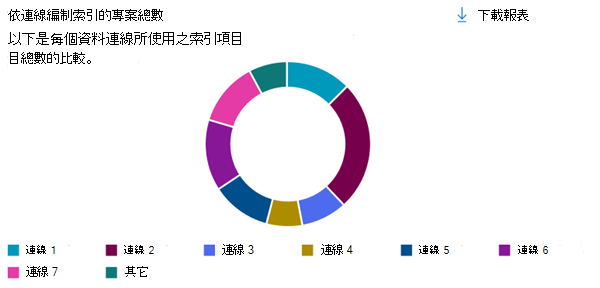 依連線編制索引的專案總數
下載報表
以下是每個資料連線所使用之索引項目
目總數的比較。
連線 1 連線 2 連線 3 連線 4 連線 5 連線 6
連線 7 其它